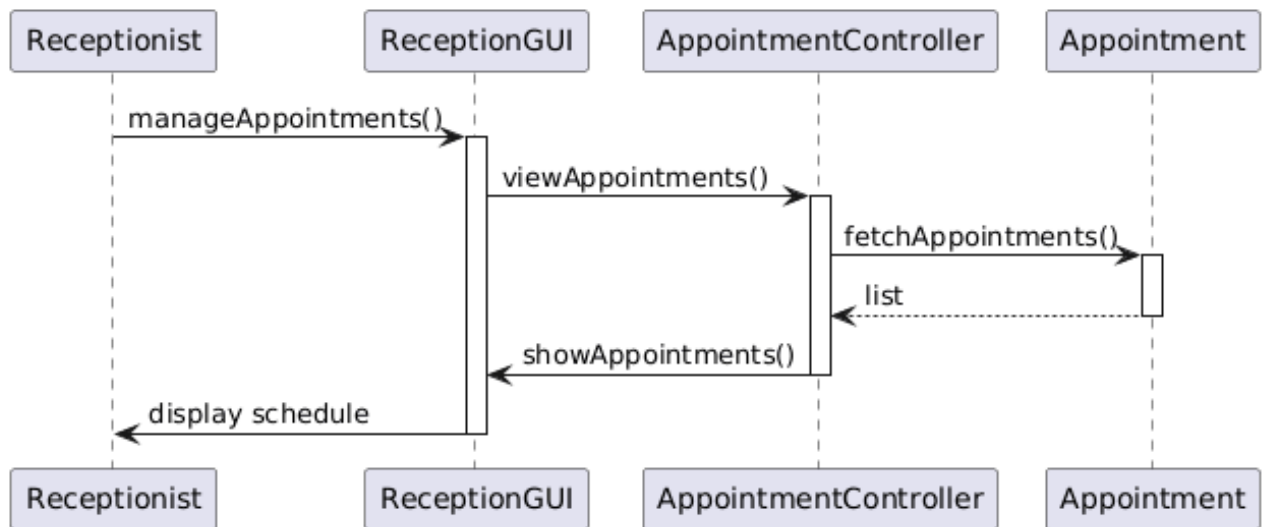 Receptionist
ReceptionGUI
AppointmentController
Appointment
manageAppointments()
viewAppointments()
fetchAppointments()
list
showAppointments()
display schedule
Receptionist
ReceptionGUI
AppointmentController
Appointment